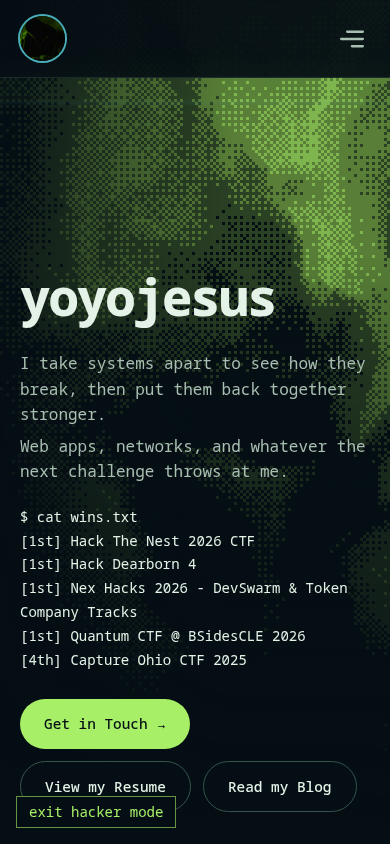 yoyojesus
I take systems apart to see how they
break, then put them back together
stronger.
Web apps, networks, and whatever the
next challenge throws at me.
$ cat wins.txt
[1st] Hack The Nest 2026 CTF
[1st] Hack Dearborn 4
[1st] Nex Hacks 2026 - DevSwarm & Token
Company Tracks
[1st] Quantum CTF @ BSidesCLE 2026
[4th] Capture Ohio CTF 2025
Get in Touch →
View my Resume
Read my Blog
exit hacker mode